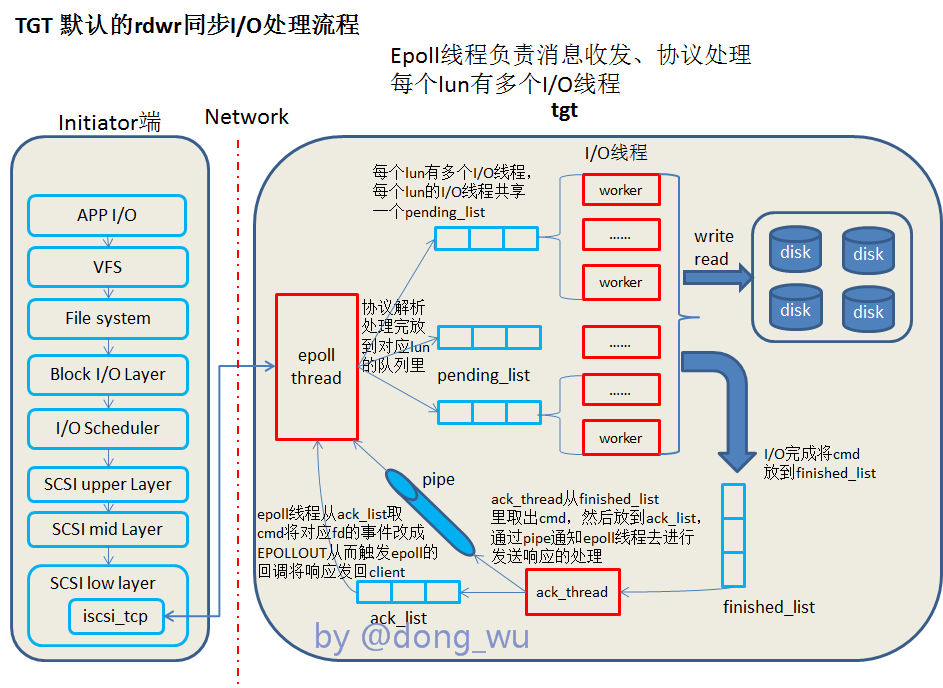 TGT 默认的rdwr同步I/O处理流程
Epoll线程负责消息收发、协议处理
每个lun有多个I/O线程
tgt
Initiator端
Network
APP I/O
VFS
File system
Block I/O Layer
I/O Scheduler
SCSI upper Layer
SCSI mid Layer
SCSI low layer
iscsi_tcp
epoll
thread
每个lun有多个I/O线程，
每个lun的I/O线程共享
一个pending_list
协议解析
处理完放
到对应lun
的队列里
pending_list
I/O线程
worker
......
worker
......
......
worker
write
read
disk
disk
disk
disk
I/O完成将cmd
放到finished_list
finished_list
pipe
ack_thread从finished_list
里取出cmd，然后放到ack_list，
通过pipe通知epoll线程去进行
发送响应的处理
ack_thread
epoll线程从ack_list取
cmd将对应fd的事件改成
EPOLLOUT从而触发epoll的
回调将响应发回client
ack_list
by @dong_wu